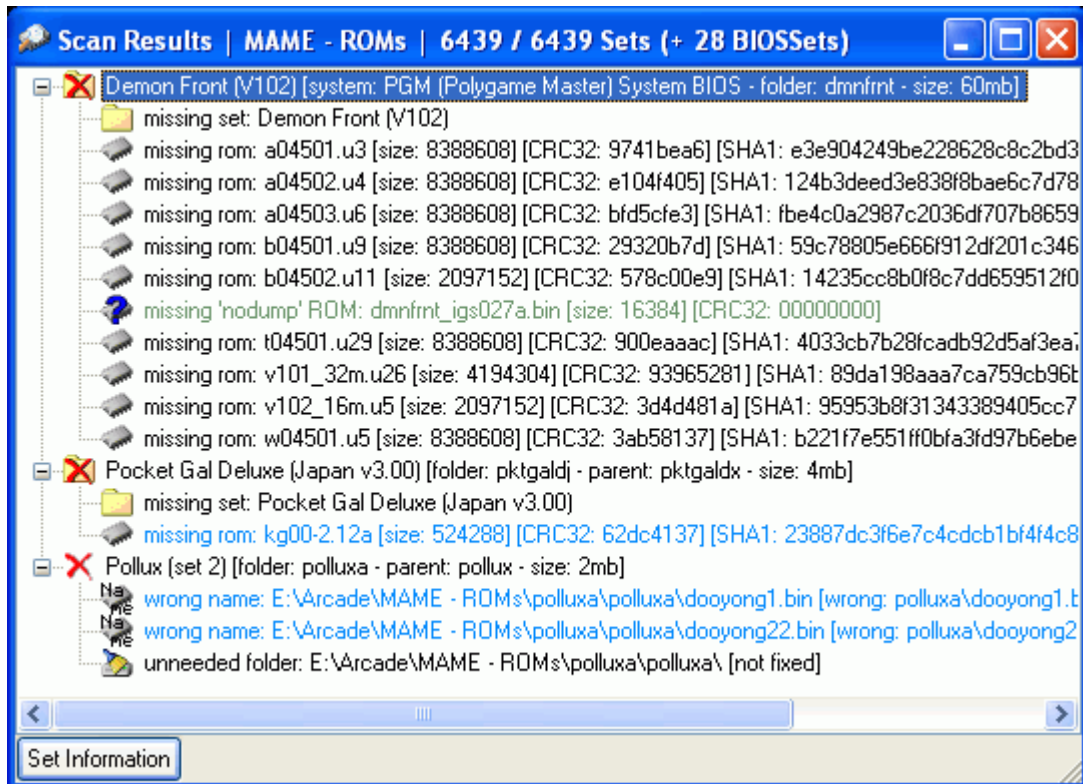 Scan Results | MAME - ROMs | 6439 / 6439 Sets (+ 28 BIOSSets)
Demon Front (V102) [system: PGM (Polygame Master) System BIOS - folder: dmnfrnt - size: 60mb]
missing set: Demon Front (V102)
missing rom: a04501.u3 [size: 8388608] [CRC32: 9741bea6] [SHA1: e3e904249be228628c8c2bd3
missing rom: a04502.u4 [size: 8388608] [CRC32: e104f405] [SHA1: 124b3deed3e838f8bae6c7d78
missing rom: a04503.u6 [size: 8388608] [CRC32: bfd5cfe3] [SHA1: fbe4c0a2987c2036df707b8659
missing rom: b04501.u9 [size: 8388608] [CRC32: 29320b7d] [SHA1: 59c78805e666f912df201c346
missing rom: b04502.u11 [size: 2097152] [CRC32: 578c00e9] [SHA1: 14235cc8b0f8c7dd659512f0
missing 'nodump' ROM: dmnfrnt_igs027a.bin [size: 16384] [CRC32: 00000000]
missing rom: t04501.u29 [size: 8388608] [CRC32: 900eaaac] [SHA1: 4033cb7b28fcadb92d5af3ea
missing rom: v101_32m.u26 [size: 4194304] [CRC32: 93965281] [SHA1: 89da198aaa7ca759cb96
missing rom: v102_16m.u5 [size: 2097152] [CRC32: 3d4d481a] [SHA1: 95953b8f31343389405cc7
missing rom: w04501.u5 [size: 8388608] [CRC32: 3ab58137] [SHA1: b221f7e551ff0bfa3fd97b6ebe
Pocket Gal Deluxe (Japan v3.00) [folder: pktgaldj - parent: pktgaldx - size: 4mb]
missing set: Pocket Gal Deluxe (Japan v3.00)
missing rom: kg00-2.12a [size: 524288] [CRC32: 62dc4137] [SHA1: 23887dc3f6e7c4cdcb1bf4f4c8
Pollux (set 2) [folder: polluxa - parent: pollux - size: 2mb]
Name wrong name: E:\Arcade\MAME - ROMs\polluxa\polluxa\dooyong1.bin [wrong: polluxa\dooyong1.
Name wrong name: E:\Arcade\MAME - ROMs\polluxa\polluxa\dooyong22.bin [wrong: polluxa\dooyong2
unneeded folder: E:\Arcade\MAME - ROMs\polluxa\polluxa\ [not fixed]
Set Information